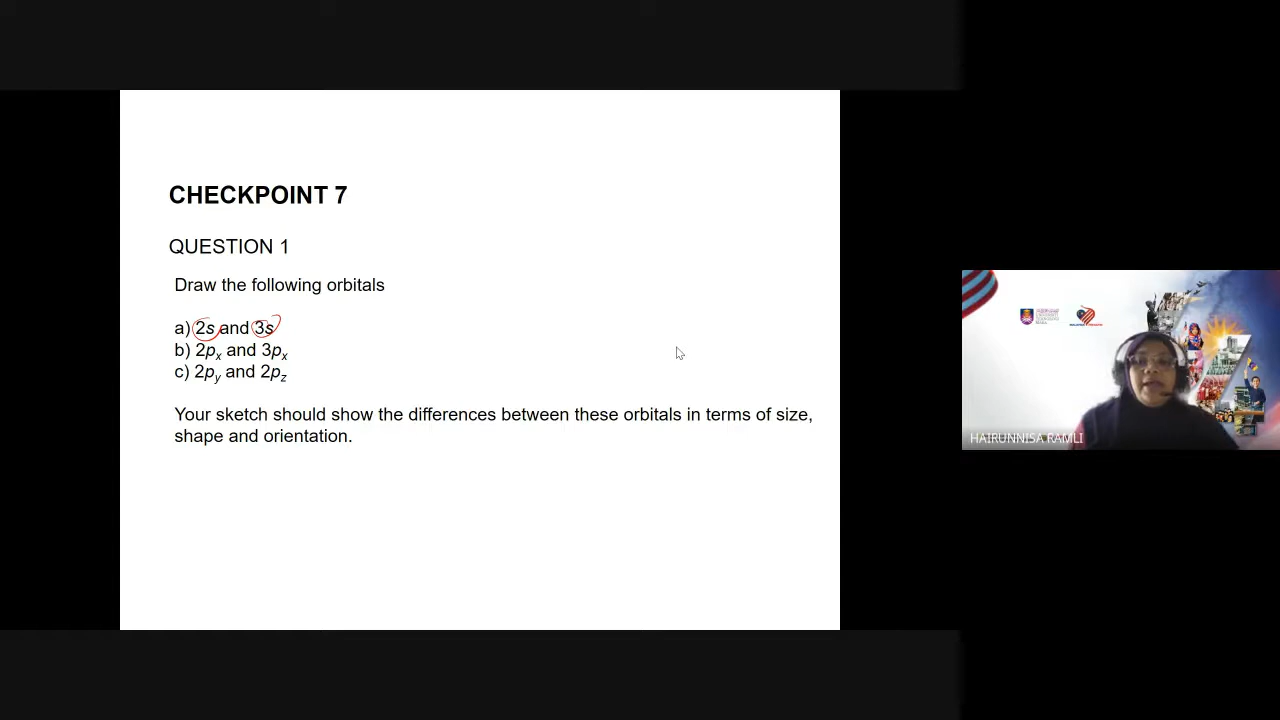 CHECKPOINT 7
QUESTION 1
Draw the following orbitals
a) 2s and 3s
b) 2pₓ and 3pₓ
c) 2py and 2pz
Your sketch should show the differences between these orbitals in terms of size,
shape and orientation.
HAIRUNNISA RAMLI